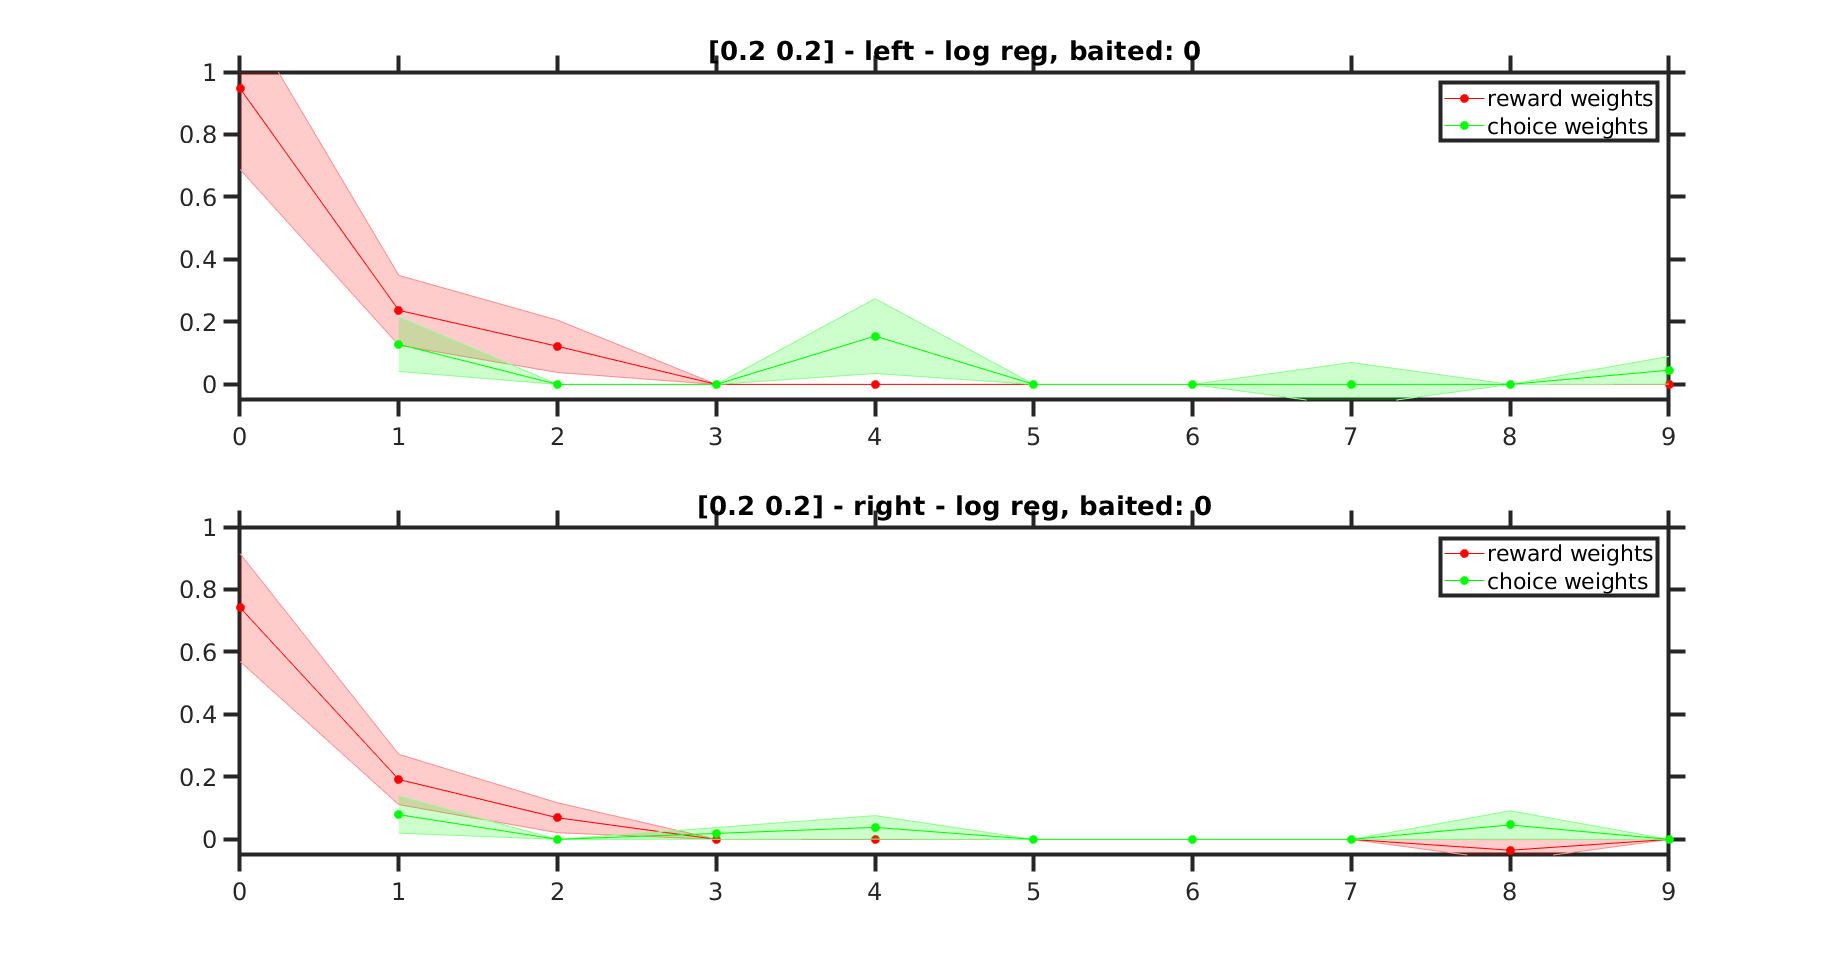 [0.2 0.2] - left - log reg, baited: 0
1
0.8
0.6
0.4
0.2
0
reward weights
choice weights
0 1 2 3 4 5 6 7 8 9
[0.2 0.2] - right - log reg, baited: 0
1
0.8
0.6
0.4
0.2
0
reward weights
choice weights
0 1 2 3 4 5 6 7 8 9